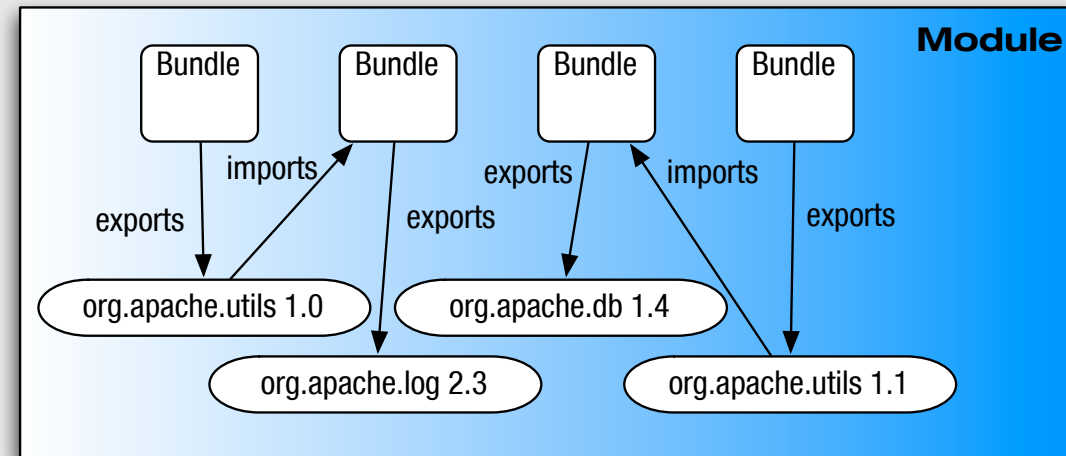 Module
Bundle
Bundle
Bundle
Bundle
imports
exports
imports
exports
exports
exports
org.apache.utils 1.0
org.apache.db 1.4
org.apache.log 2.3
org.apache.utils 1.1